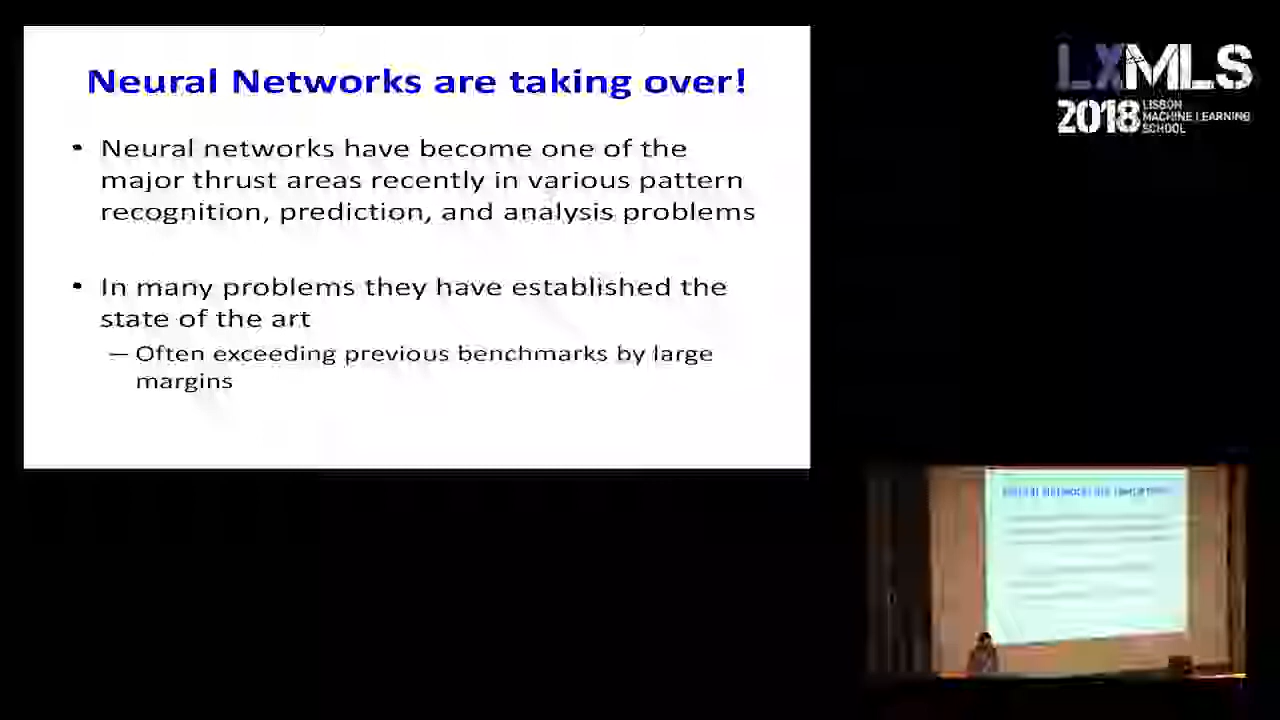 Neural Networks are taking over!
• Neural networks have become one of the
major thrust areas recently in various pattern
recognition, prediction, and analysis problems
• In many problems they have established the
state of the art
– Often exceeding previous benchmarks by large
margins
LXMLS
2018 LISBON
MACHINE LEARNING
SCHOOL